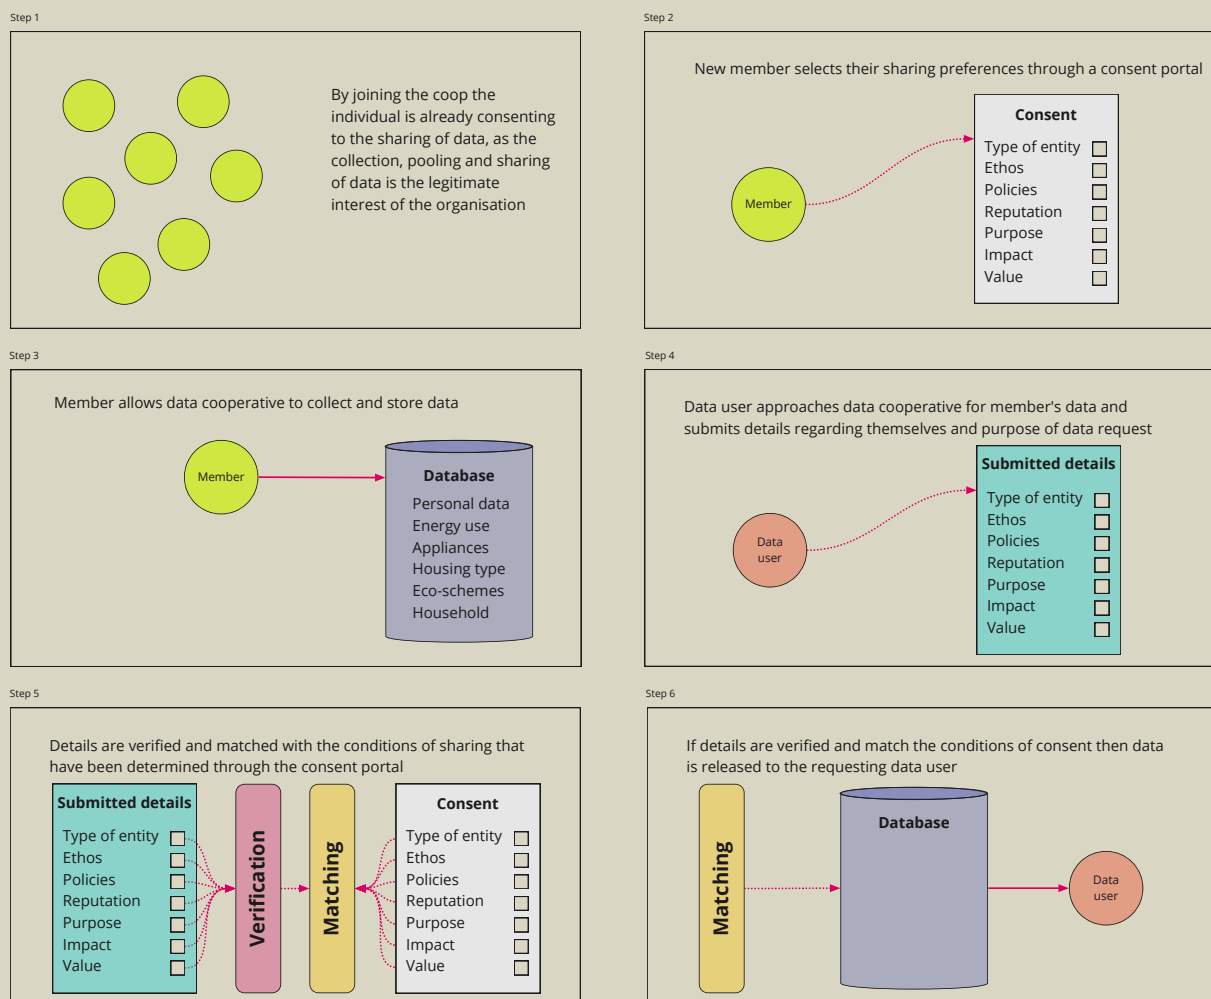 Step 1
By joining the coop the
individual is already consenting
to the sharing of data, as the
collection, pooling and sharing
of data is the legitimate
interest of the organisation
Step 2
New member selects their sharing preferences through a consent portal
Member
Consent
Type of entity
Ethos
Policies
Reputation
Purpose
Impact
Value
Step 3
Member allows data cooperative to collect and store data
Member
Database
Personal data
Energy use
Appliances
Housing type
Eco-schemes
Household
Step 4
Data user approaches data cooperative for member's data and
submits details regarding themselves and purpose of data request
Data
user
Submitted details
Type of entity
Ethos
Policies
Reputation
Purpose
Impact
Value
Step 5
Details are verified and matched with the conditions of sharing that
have been determined through the consent portal
Submitted details
Type of entity
Ethos
Policies
Reputation
Purpose
Impact
Value
Verification
Matching
Consent
Type of entity
Ethos
Policies
Reputation
Purpose
Impact
Value
Step 6
If details are verified and match the conditions of consent then data
is released to the requesting data user
Matching
Database
Data
user